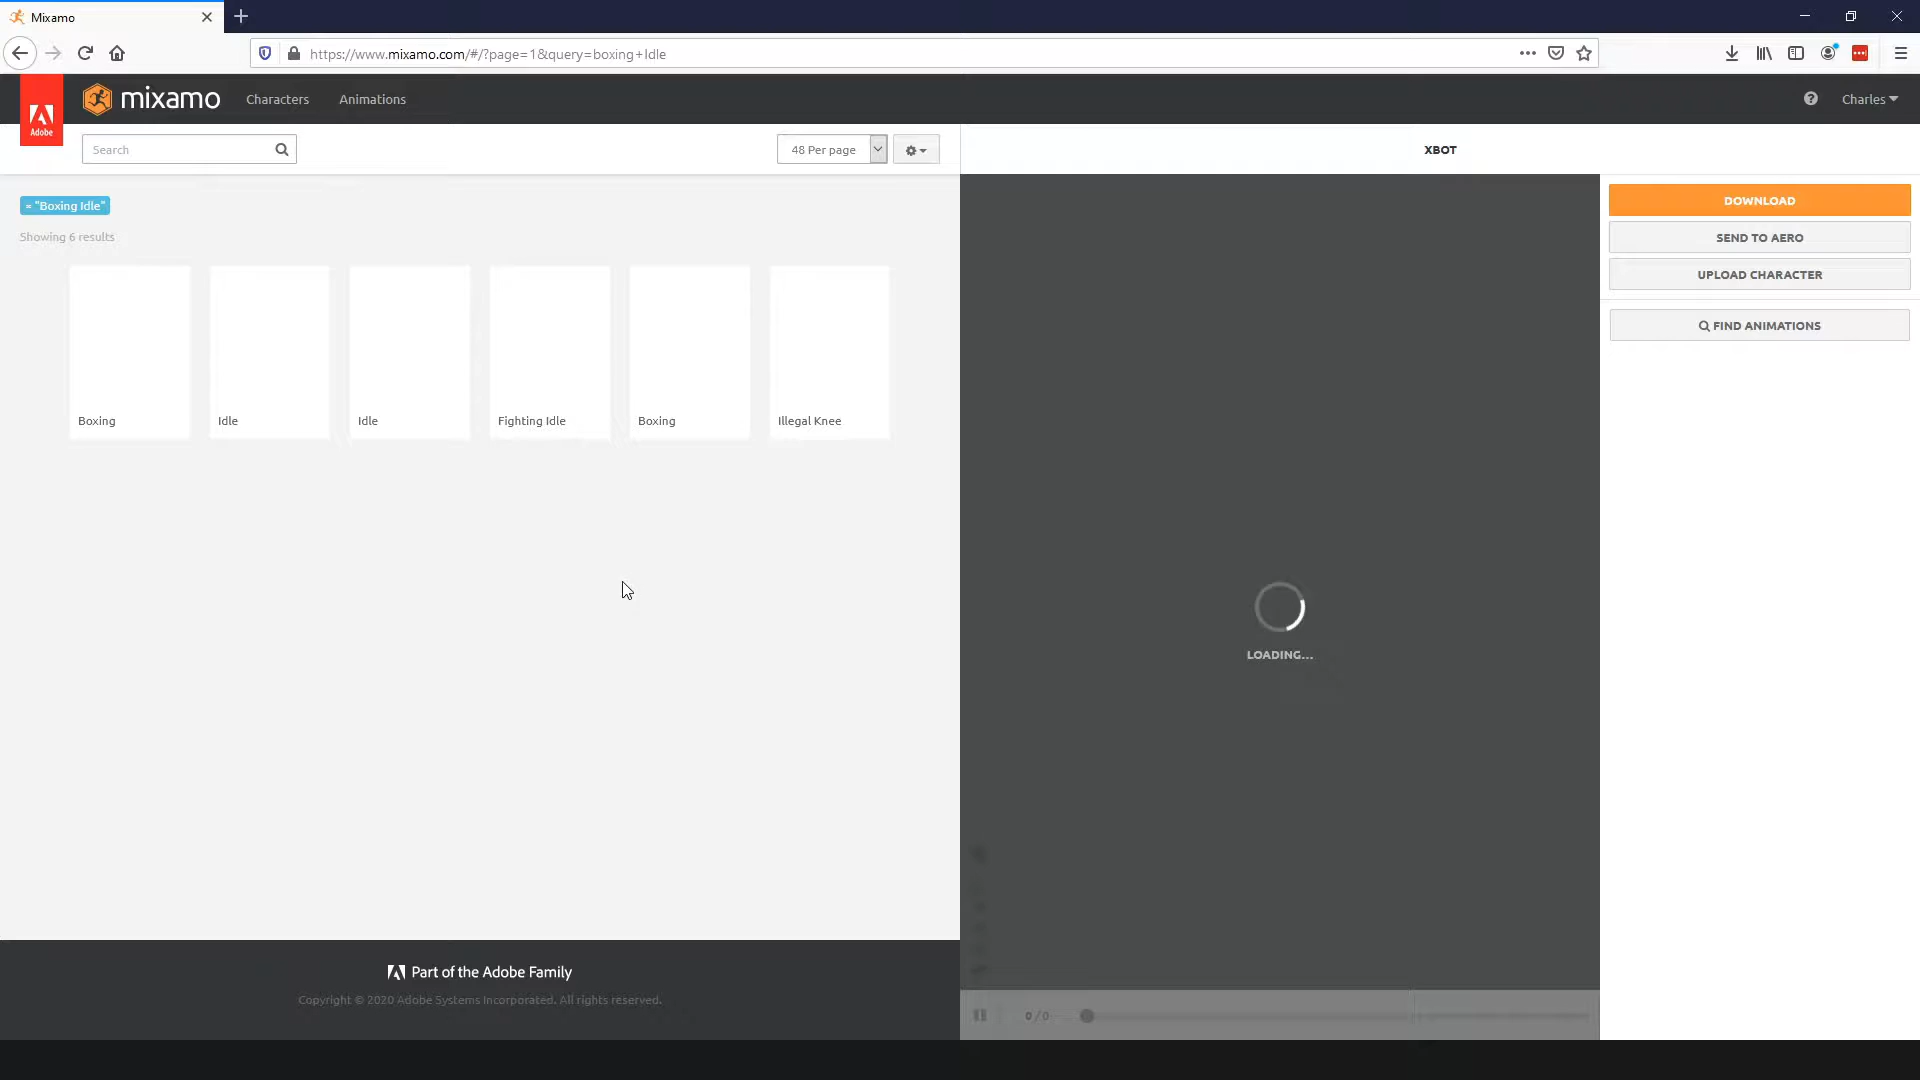 Mixamo
https://www.mixamo.com/#/?page=1&query=boxing+Idle
Adobe
mixamo
Characters
Animations
Charles
Search
48 Per page
XBOT
× "Boxing Idle"
Showing 6 results
DOWNLOAD
SEND TO AERO
UPLOAD CHARACTER
FIND ANIMATIONS
Boxing
Idle
Idle
Fighting Idle
Boxing
Illegal Knee
LOADING...
Part of the Adobe Family
Copyright © 2020 Adobe Systems Incorporated. All rights reserved.
0 / 0